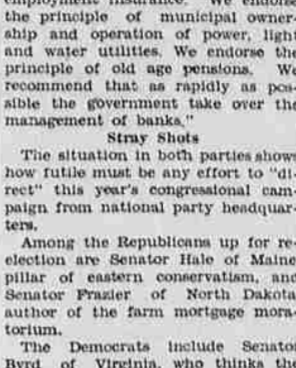 employment insurance. We endorse
the principle of municipal owner-
ship and operation of power, light
and water utilities. We endorse the
principle of old age pensions. We
recommend that as rapidly as pos-
sible the government take over the
management of banks."
Stray Shots
The situation in both parties shows
how futile must be any effort to "di-
rect" this year's congressional cam-
paign from national party headquar-
ters.
Among the Republicans up for re-
election are Senator Hale of Maine
pillar of eastern conservatism, and
Senator Frazier of North Dakota
author of the farm mortgage mora-
torium.
The Democrats include Senator
Byrd of Virginia, who thinks the